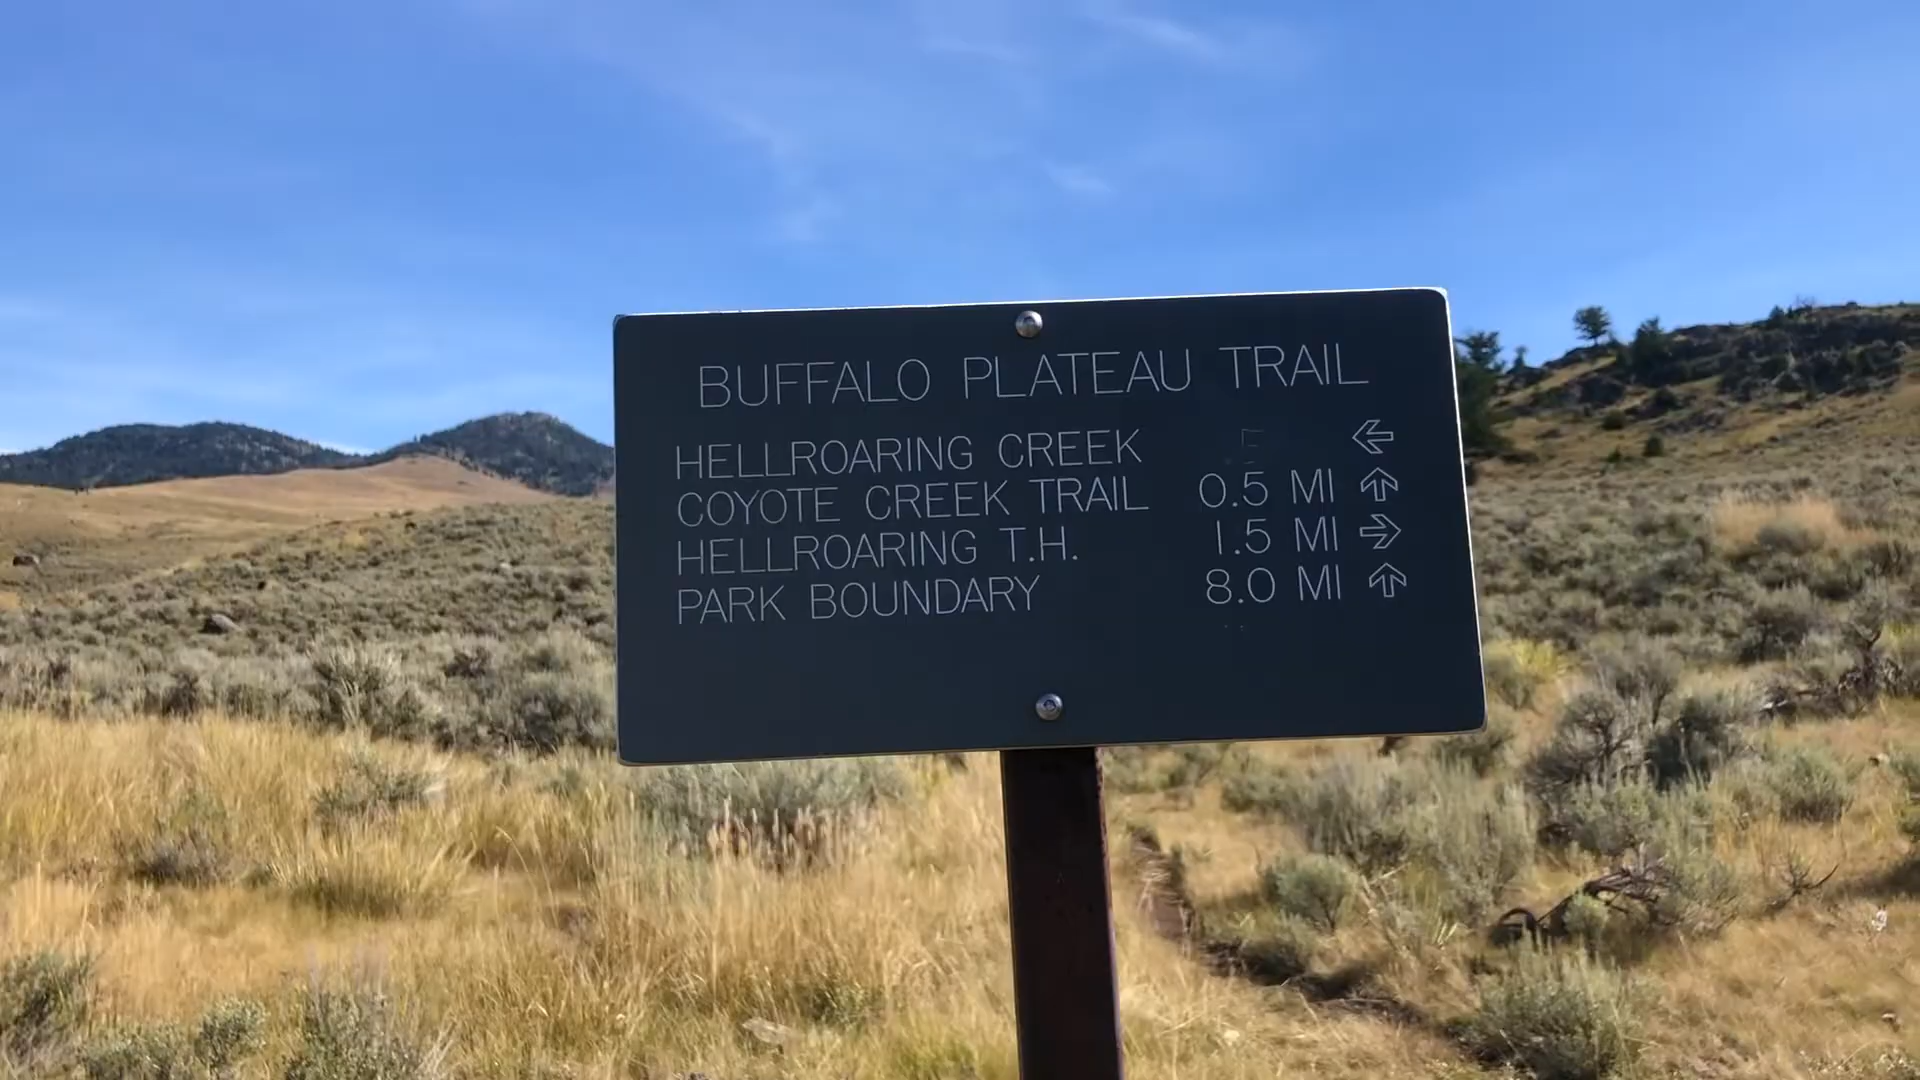 BUFFALO PLATEAU TRAIL
HELLROARING CREEK ←
COYOTE CREEK TRAIL 0.5 MI ↑
HELLROARING T.H. 1.5 MI →
PARK BOUNDARY 8.0 MI ↑